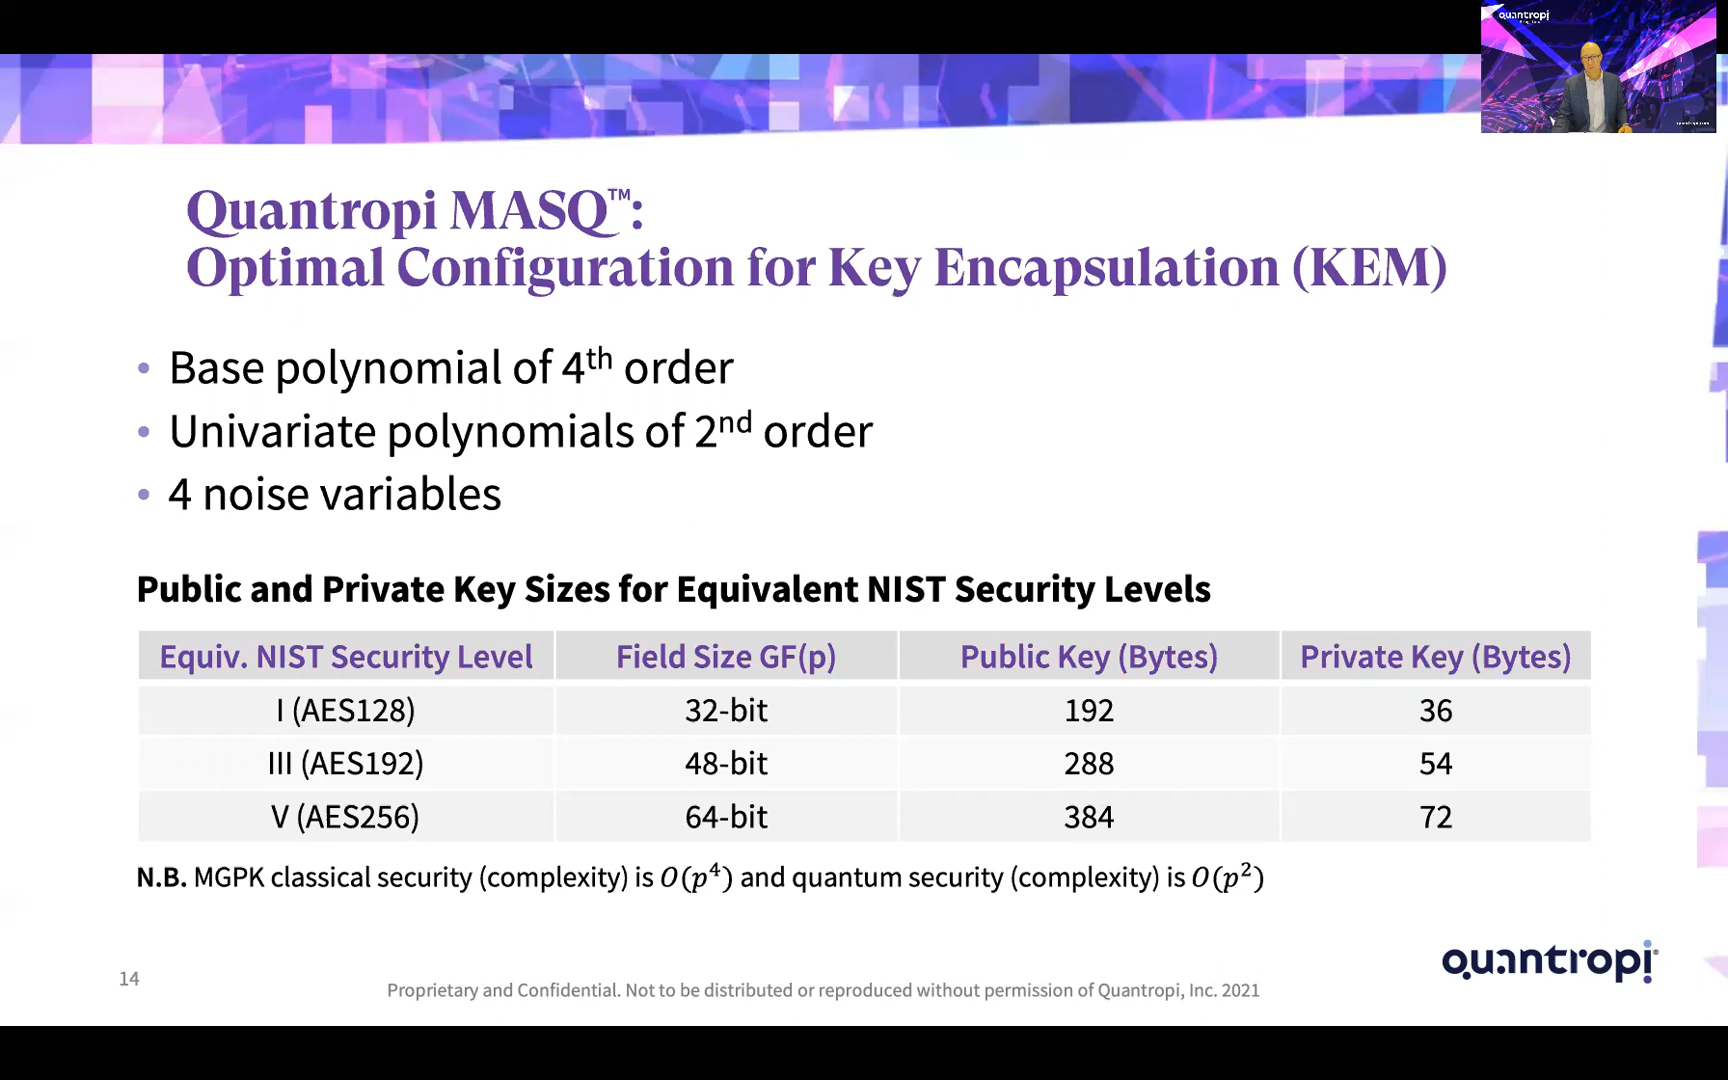 quantropi
Quantropi MASQ™:
Optimal Configuration for Key Encapsulation (KEM)
• Base polynomial of 4th order
• Univariate polynomials of 2nd order
• 4 noise variables
Public and Private Key Sizes for Equivalent NIST Security Levels
Equiv. NIST Security Level Field Size GF(p) Public Key (Bytes) Private Key (Bytes)
I (AES128) 32-bit 192 36
III (AES192) 48-bit 288 54
V (AES256) 64-bit 384 72
N.B. MGPK classical security (complexity) is O(p⁴) and quantum security (complexity) is O(p²)
quantropi®
14
Proprietary and Confidential. Not to be distributed or reproduced without permission of Quantropi, Inc. 2021